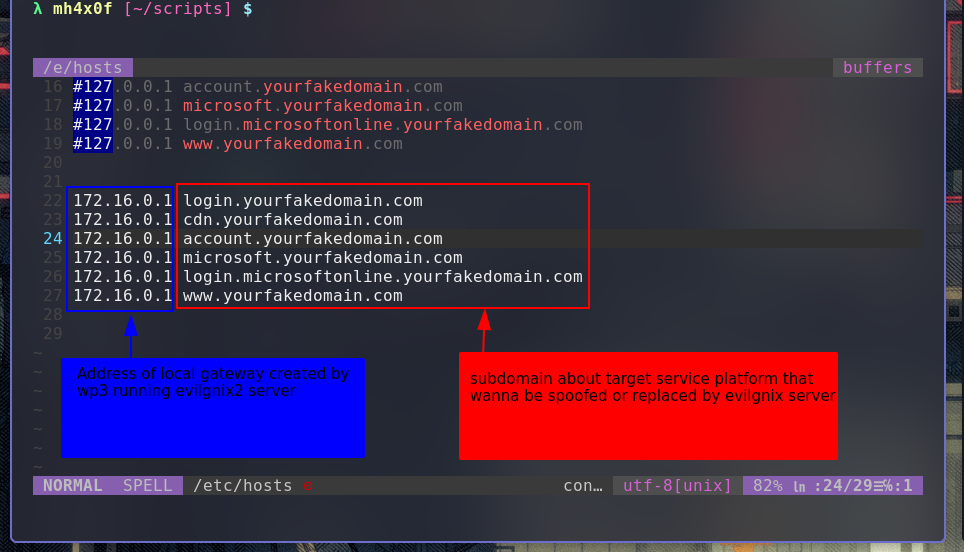 λ mh4x0f [~/scripts] $
/e/hosts buffers
16 #127.0.0.1 account.yourfakedomain.com
17 #127.0.0.1 microsoft.yourfakedomain.com
18 #127.0.0.1 login.microsoftonline.yourfakedomain.com
19 #127.0.0.1 www.yourfakedomain.com
20
21
22 172.16.0.1 login.yourfakedomain.com
23 172.16.0.1 cdn.yourfakedomain.com
24 172.16.0.1 account.yourfakedomain.com
25 172.16.0.1 microsoft.yourfakedomain.com
26 172.16.0.1 login.microsoftonline.yourfakedomain.com
27 172.16.0.1 www.yourfakedomain.com
28
29
~
~
~
~
~
~
~
Address of local gateway created by
wp3 running evilgnix2 server
subdomain about target service platform that
wanna be spoofed or replaced by evilgnix server
NORMAL SPELL /etc/hosts con… utf-8[unix] 82% ㏑ :24/29☰℅:1